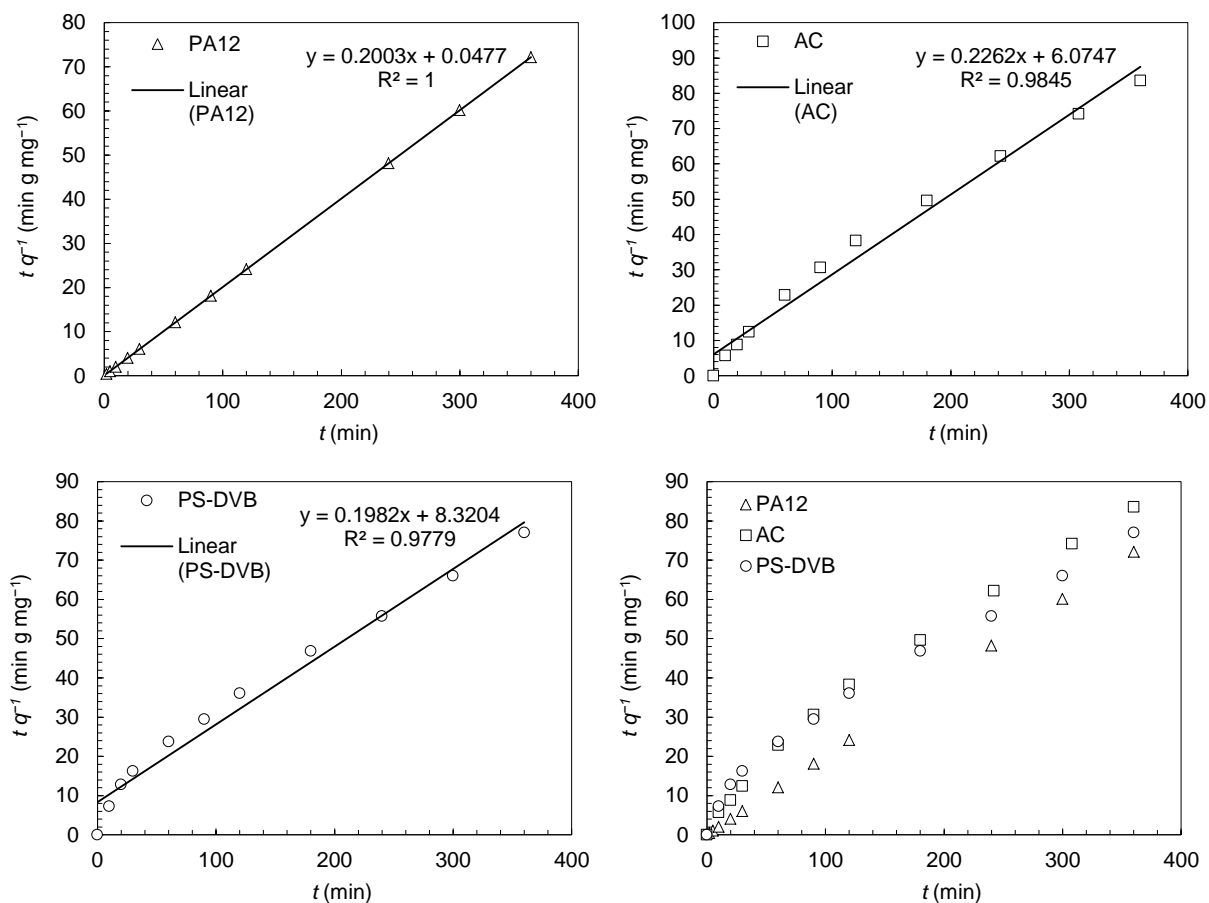 80
70
60
50
40
30
20
10
0
t q⁻¹ (min g mg⁻¹)
PA12
Linear
(PA12)
y = 0.2003x + 0.0477
R² = 1
0 100 200 300 400
t (min)
100
90
80
70
60
50
40
30
20
10
0
t q⁻¹ (min g mg⁻¹)
AC
Linear
(AC)
y = 0.2262x + 6.0747
R² = 0.9845
0 100 200 300 400
t (min)
90
80
70
60
50
40
30
20
10
0
t q⁻¹ (min g mg⁻¹)
PS-DVB
Linear
(PS-DVB)
y = 0.1982x + 8.3204
R² = 0.9779
0 100 200 300 400
t (min)
90
80
70
60
50
40
30
20
10
0
t q⁻¹ (min g mg⁻¹)
PA12
AC
PS-DVB
0 100 200 300 400
t (min)